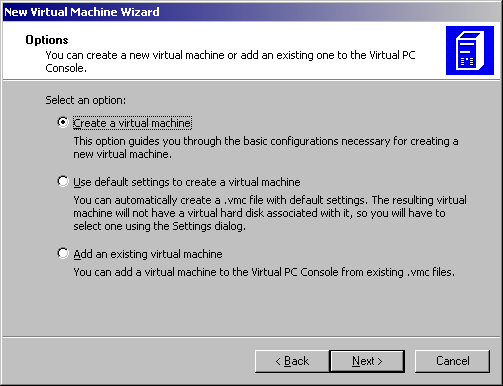 New Virtual Machine Wizard
Options
You can create a new virtual machine or add an existing one to the Virtual PC
Console.
Select an option:
Create a virtual machine
This option guides you through the basic configurations necessary for creating a
new virtual machine.
Use default settings to create a virtual machine
You can automatically create a .vmc file with default settings. The resulting virtual
machine will not have a virtual hard disk associated with it, so you will have to
select one using the Settings dialog.
Add an existing virtual machine
You can add a virtual machine to the Virtual PC Console from existing .vmc files.
< Back
Next >
Cancel